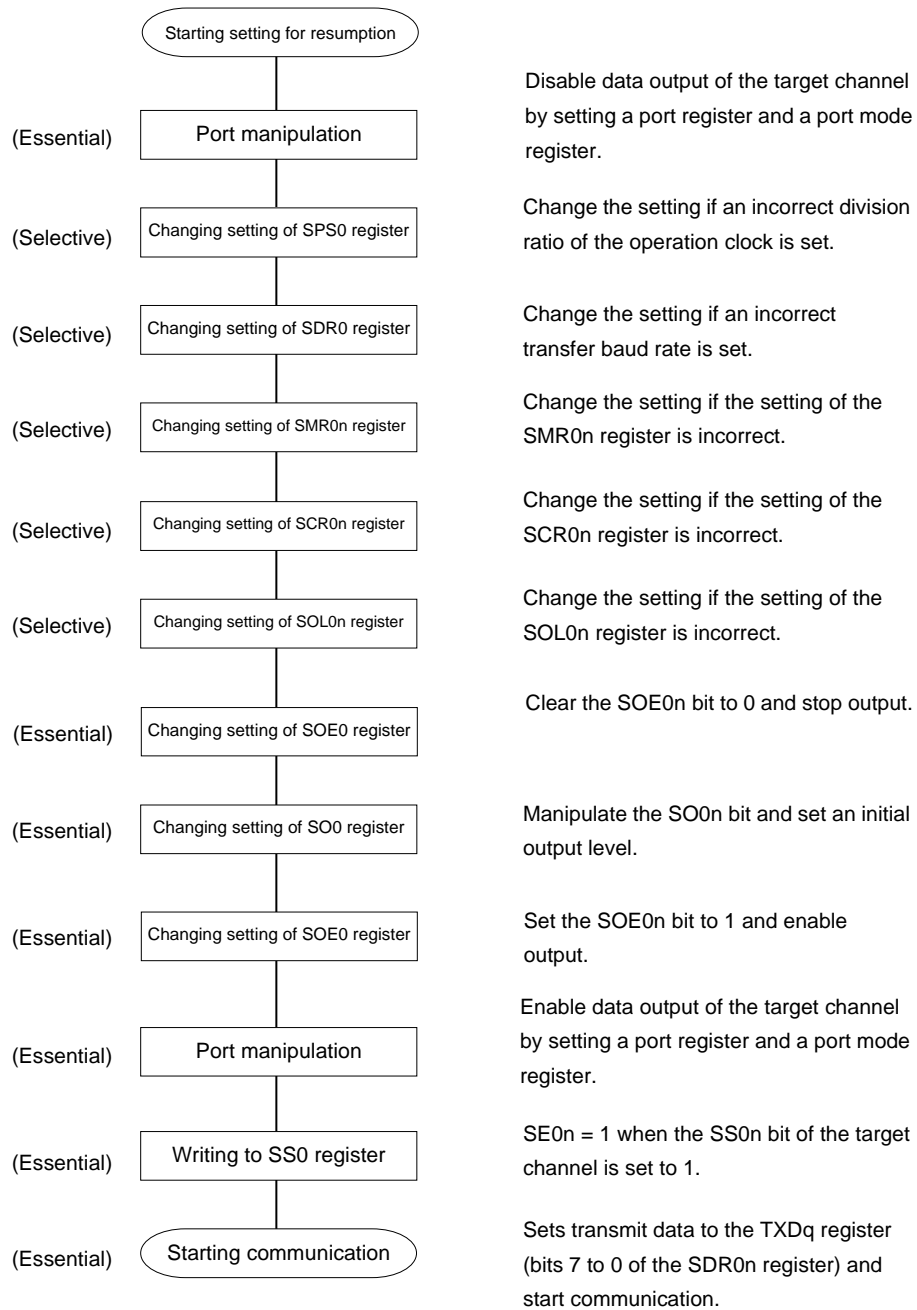 Starting setting for resumption
(Essential)
Port manipulation
Disable data output of the target channel
by setting a port register and a port mode
register.
(Selective)
Changing setting of SPS0 register
Change the setting if an incorrect division
ratio of the operation clock is set.
(Selective)
Changing setting of SDR0 register
Change the setting if an incorrect
transfer baud rate is set.
(Selective)
Changing setting of SMR0n register
Change the setting if the setting of the
SMR0n register is incorrect.
(Selective)
Changing setting of SCR0n register
Change the setting if the setting of the
SCR0n register is incorrect.
(Selective)
Changing setting of SOL0n register
Change the setting if the setting of the
SOL0n register is incorrect.
(Essential)
Changing setting of SOE0 register
Clear the SOE0n bit to 0 and stop output.
(Essential)
Changing setting of SO0 register
Manipulate the SO0n bit and set an initial
output level.
(Essential)
Changing setting of SOE0 register
Set the SOE0n bit to 1 and enable
output.
(Essential)
Port manipulation
Enable data output of the target channel
by setting a port register and a port mode
register.
(Essential)
Writing to SS0 register
SE0n = 1 when the SS0n bit of the target
channel is set to 1.
(Essential)
Starting communication
Sets transmit data to the TXDq register
(bits 7 to 0 of the SDR0n register) and
start communication.